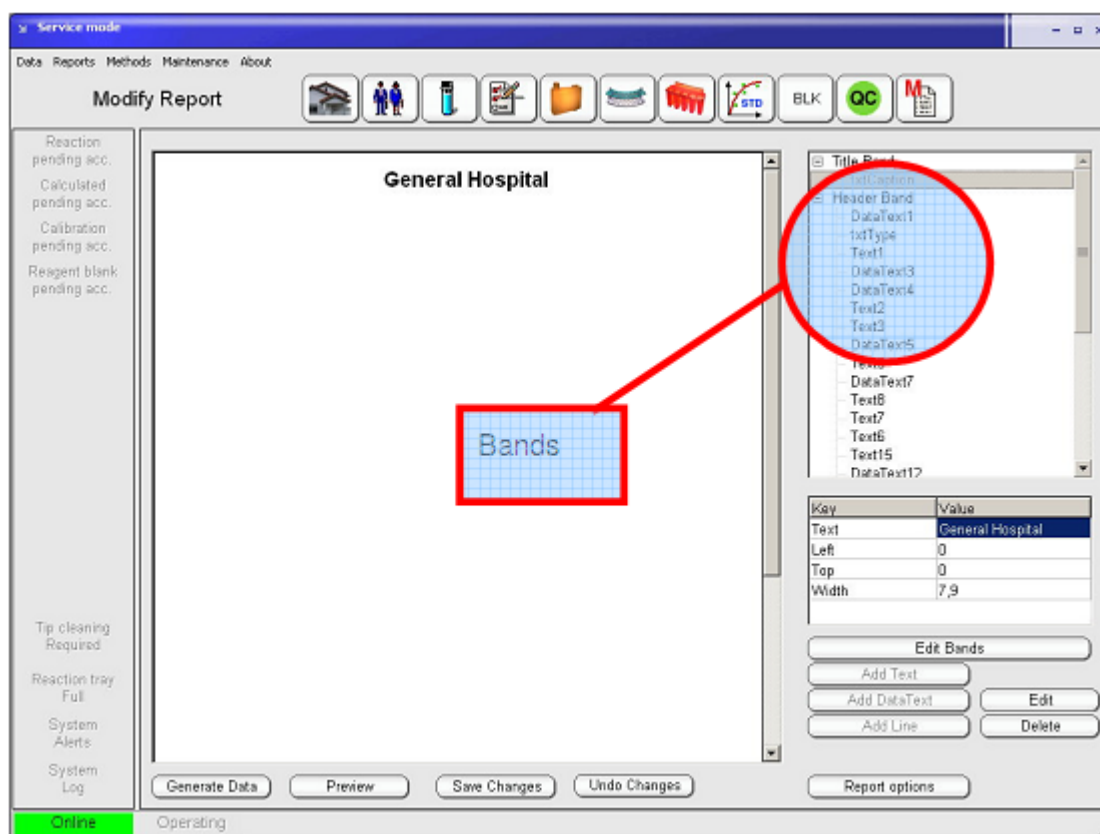 Service mode
Data Reports Methods Maintenance About
Modify Report
STD
BLK
QC
M
Reaction
pending acc.
Calculated
pending acc.
Calibration
pending acc.
Reagent blank
pending acc.
Tip cleaning
Required
Reaction tray
Full
System
Alerts
System
Log
General Hospital
Bands
Title Band
txtCaption
Header Band
DataText1
txtType
Text1
DataText3
DataText4
Text2
Text3
DataText5
DataText7
Text8
Text7
Text6
Text15
DataText12
Key Value
Text General Hospital
Left 0
Top 0
Width 7,9
Edit Bands
Add Text
Add DataText Edit
Add Line Delete
Generate Data Preview Save Changes Undo Changes Report options
Online Operating